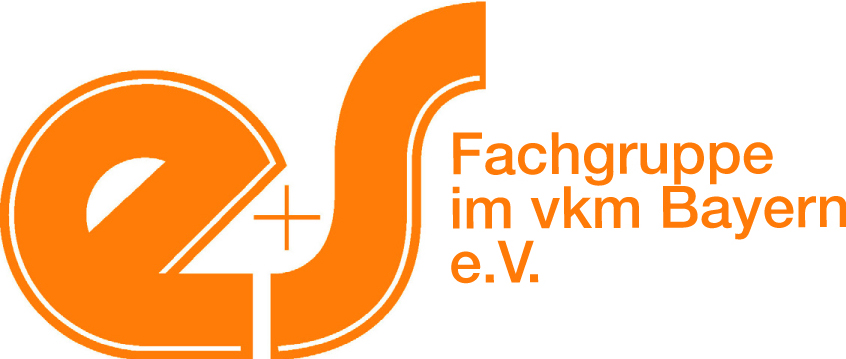 e+s
Fachgruppe
im vkm Bayern
e.V.